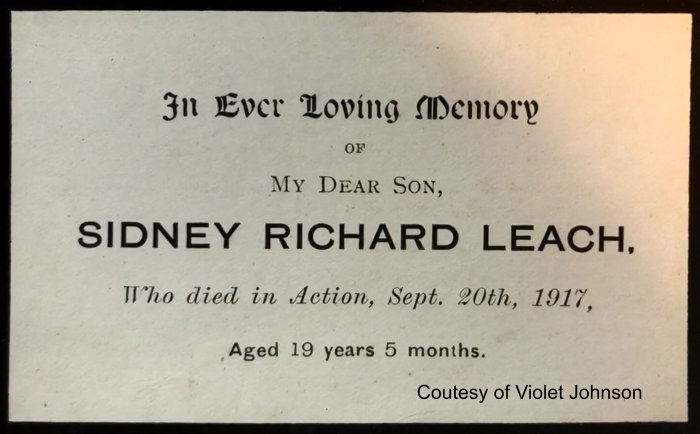 In Ever Loving Memory
OF
MY DEAR SON,
SIDNEY RICHARD LEACH,
Who died in Action, Sept. 20th, 1917,
Aged 19 years 5 months.
Coutesy of Violet Johnson